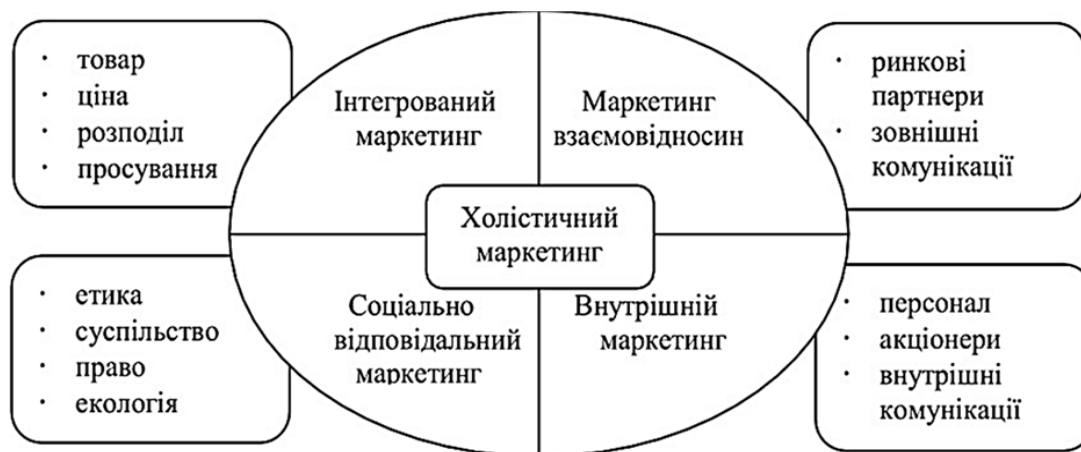 · товар
· ціна
· розподіл
· просування
Інтегрований
маркетинг
Маркетинг
взаємовідносин
· ринкові
партнери
· зовнішні
комунікації
Холістичний
маркетинг
· етика
· суспільство
· право
· екологія
Соціально
відповідальний
маркетинг
Внутрішній
маркетинг
· персонал
· акціонери
· внутрішні
комунікації